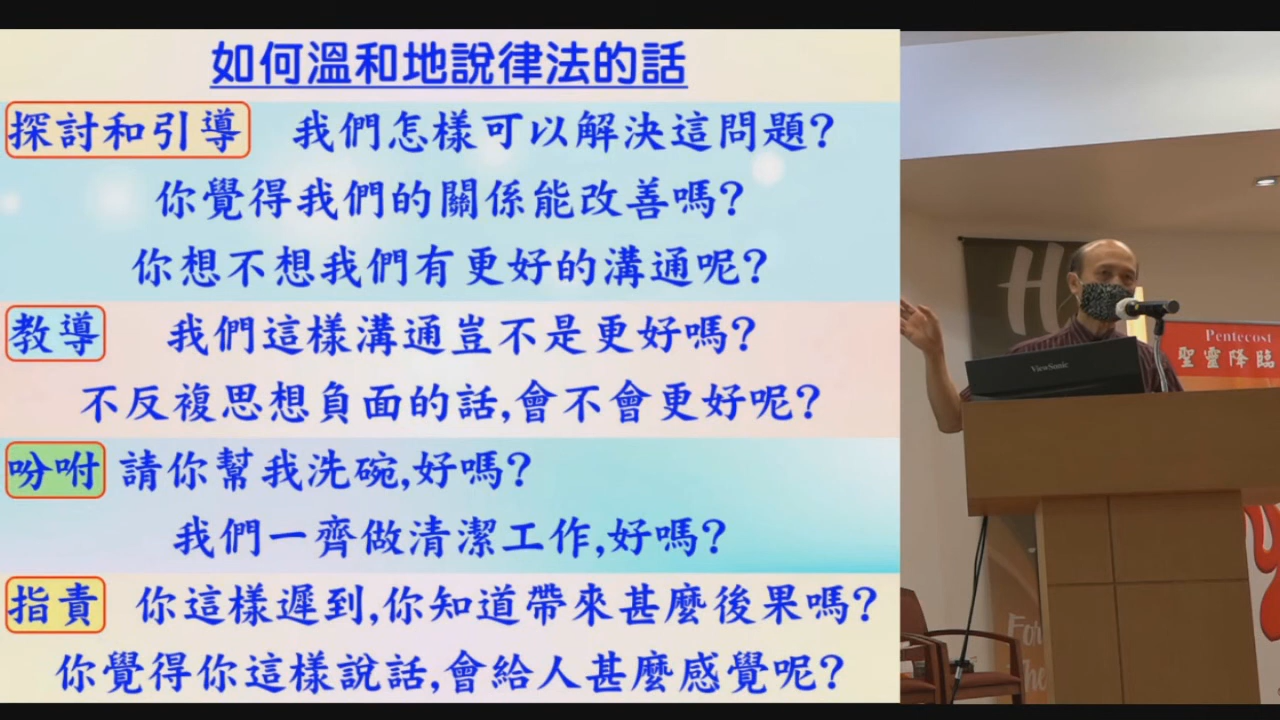 如何溫和地說律法的話
探討和引導 我們怎樣可以解決這問題?
你覺得我們的關係能改善嗎?
你想不想我們有更好的溝通呢?
教導 我們這樣溝通豈不是更好嗎?
不反複思想負面的話,會不會更好呢?
吩咐 請你幫我洗碗,好嗎?
我們一齊做清潔工作,好嗎?
指責 你這樣遲到,你知道帶來甚麼後果嗎?
你覺得你這樣說話,會給人甚麼感覺呢?
H
ViewSonic
Pentecost
聖靈降臨
For
The